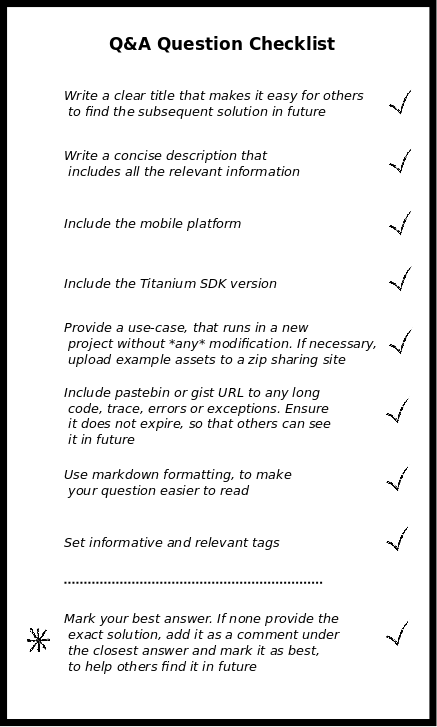 Q&A Question Checklist
Write a clear title that makes it easy for others
to find the subsequent solution in future
Write a concise description that
includes all the relevant information
Include the mobile platform
Include the Titanium SDK version
Provide a use-case, that runs in a new
project without *any* modification. If necessary,
upload example assets to a zip sharing site
Include pastebin or gist URL to any long
code, trace, errors or exceptions. Ensure
it does not expire, so that others can see
it in future
Use markdown formatting, to make
your question easier to read
Set informative and relevant tags
Mark your best answer. If none provide the
exact solution, add it as a comment under
the closest answer and mark it as best,
to help others find it in future